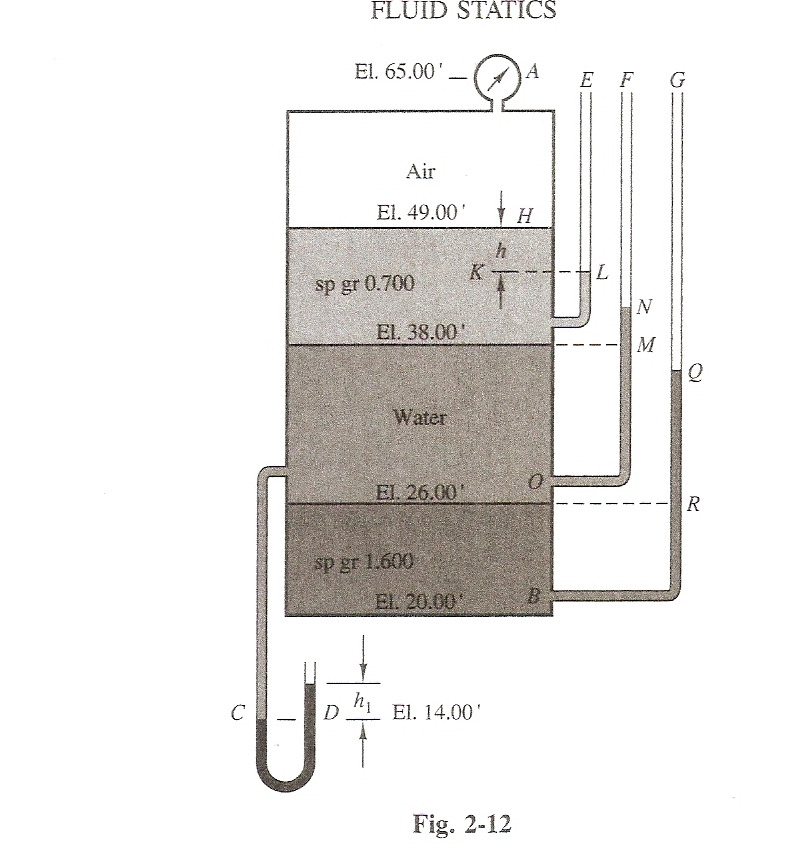 FLUID STATICS
El. 65.00' A
E F G
Air
El. 49.00' H
h
K L
sp gr 0.700
N
El. 38.00'
M
Q
Water
O
El. 26.00'
R
sp gr 1.600
El. 20.00' B
C D h1 El. 14.00'
Fig. 2-12